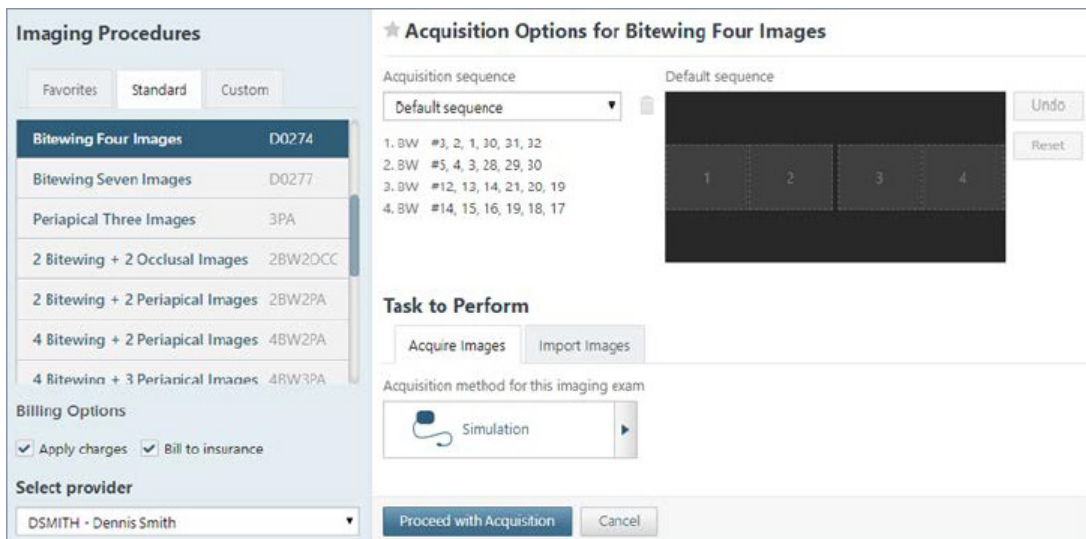 Imaging Procedures
Favorites
Standard
Custom
Bitewing Four Images D0274
Bitewing Seven Images D0277
Periapical Three Images 3PA
2 Bitewing + 2 Occlusal Images 2BW2OCC
2 Bitewing + 2 Periapical Images 2BW2PA
4 Bitewing + 2 Periapical Images 4BW2PA
4 Bitewing + 3 Periapical Images 4BW3PA
Billing Options
Apply charges Bill to insurance
Select provider
DSMITH - Dennis Smith
Acquisition Options for Bitewing Four Images
Acquisition sequence
Default sequence
1. BW #3, 2, 1, 30, 31, 32
2. BW #5, 4, 3, 28, 29, 30
3. BW #12, 13, 14, 21, 20, 19
4. BW #14, 15, 16, 19, 18, 17
Default sequence
1 2 3 4
Undo
Reset
Task to Perform
Acquire Images
Import Images
Acquisition method for this imaging exam
Simulation
Proceed with Acquisition
Cancel